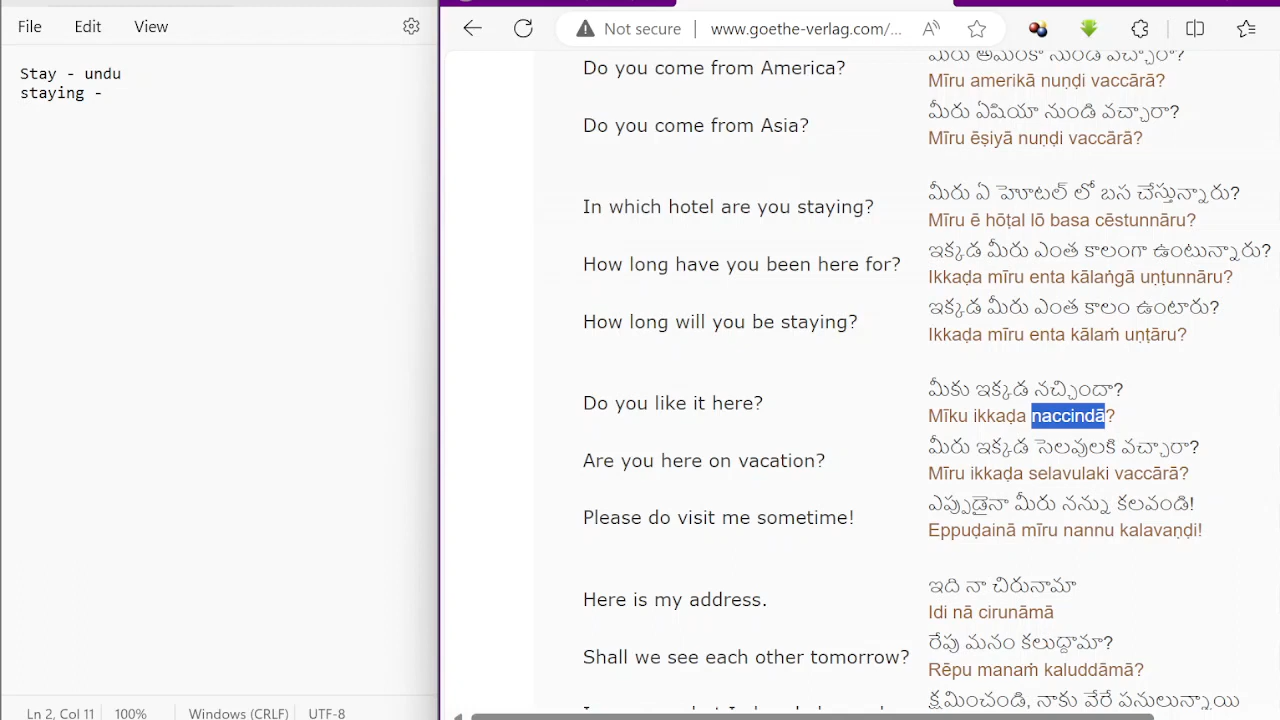 File Edit View
Stay - undu
staying -
Ln 2, Col 11 100% Windows (CRLF) UTF-8
Not secure www.goethe-verlag.com/...
మీరు అమెరికా నుండి వచ్చారా?
Do you come from America?
Mīru amerikā nuṇḍi vaccārā?
మీరు ఏషియా నుండి వచ్చారా?
Do you come from Asia?
Mīru ēṣiyā nuṇḍi vaccārā?
మీరు ఏ హొటల్ లో బస చేస్తున్నారు?
In which hotel are you staying?
Mīru ē hōṭal lō basa cēstunnāru?
ఇక్కడ మీరు ఎంత కాలంగా ఉంటున్నారు?
How long have you been here for?
Ikkaḍa mīru enta kālaṅgā uṇṭunnāru?
ఇక్కడ మీరు ఎంత కాలం ఉంటారు?
How long will you be staying?
Ikkaḍa mīru enta kālaṁ uṇṭāru?
మీకు ఇక్కడ నచ్చిందా?
Do you like it here?
Mīku ikkaḍa naccindā?
మీరు ఇక్కడ సెలవులకి వచ్చారా?
Are you here on vacation?
Mīru ikkaḍa selavulaki vaccārā?
ఎప్పుడైనా మీరు నన్ను కలవండి!
Please do visit me sometime!
Eppuḍainā mīru nannu kalavaṇḍi!
ఇది నా చిరునామా
Here is my address.
Idi nā cirunāmā
రేపు మనం కలుద్దామా?
Shall we see each other tomorrow?
Rēpu manaṁ kaluddāmā?
క్షమించండి, నాకు వేరే పనులున్నాయి